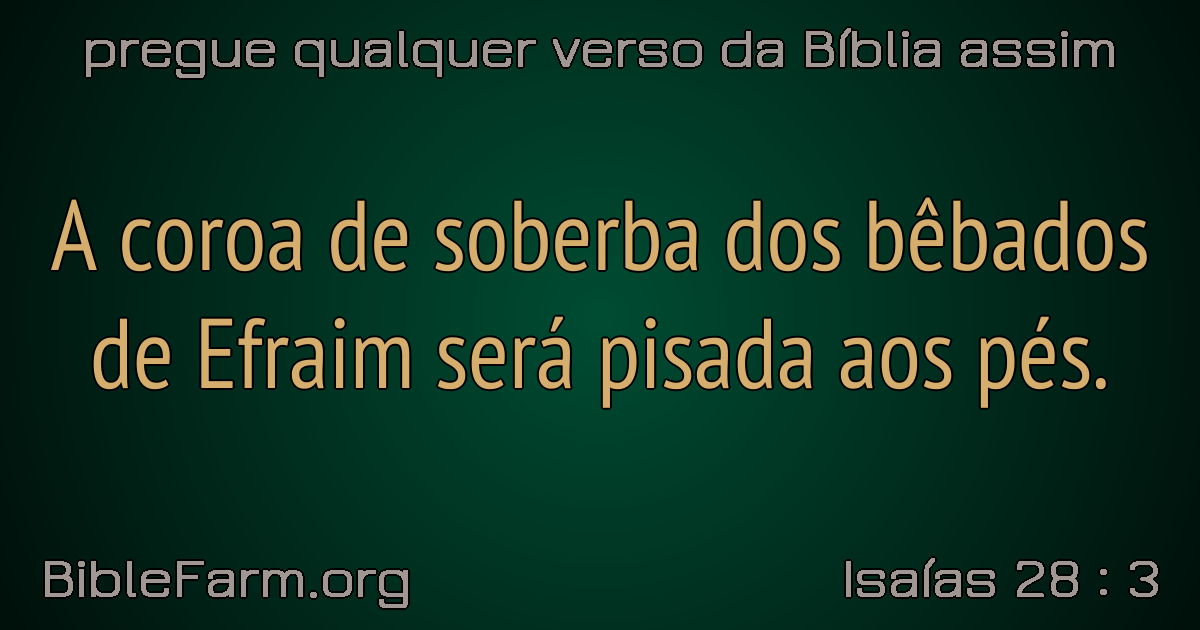 pregue qualquer verso da Bíblia assim
A coroa de soberba dos bêbados
de Efraim será pisada aos pés.
BibleFarm.org
Isaías 28 : 3